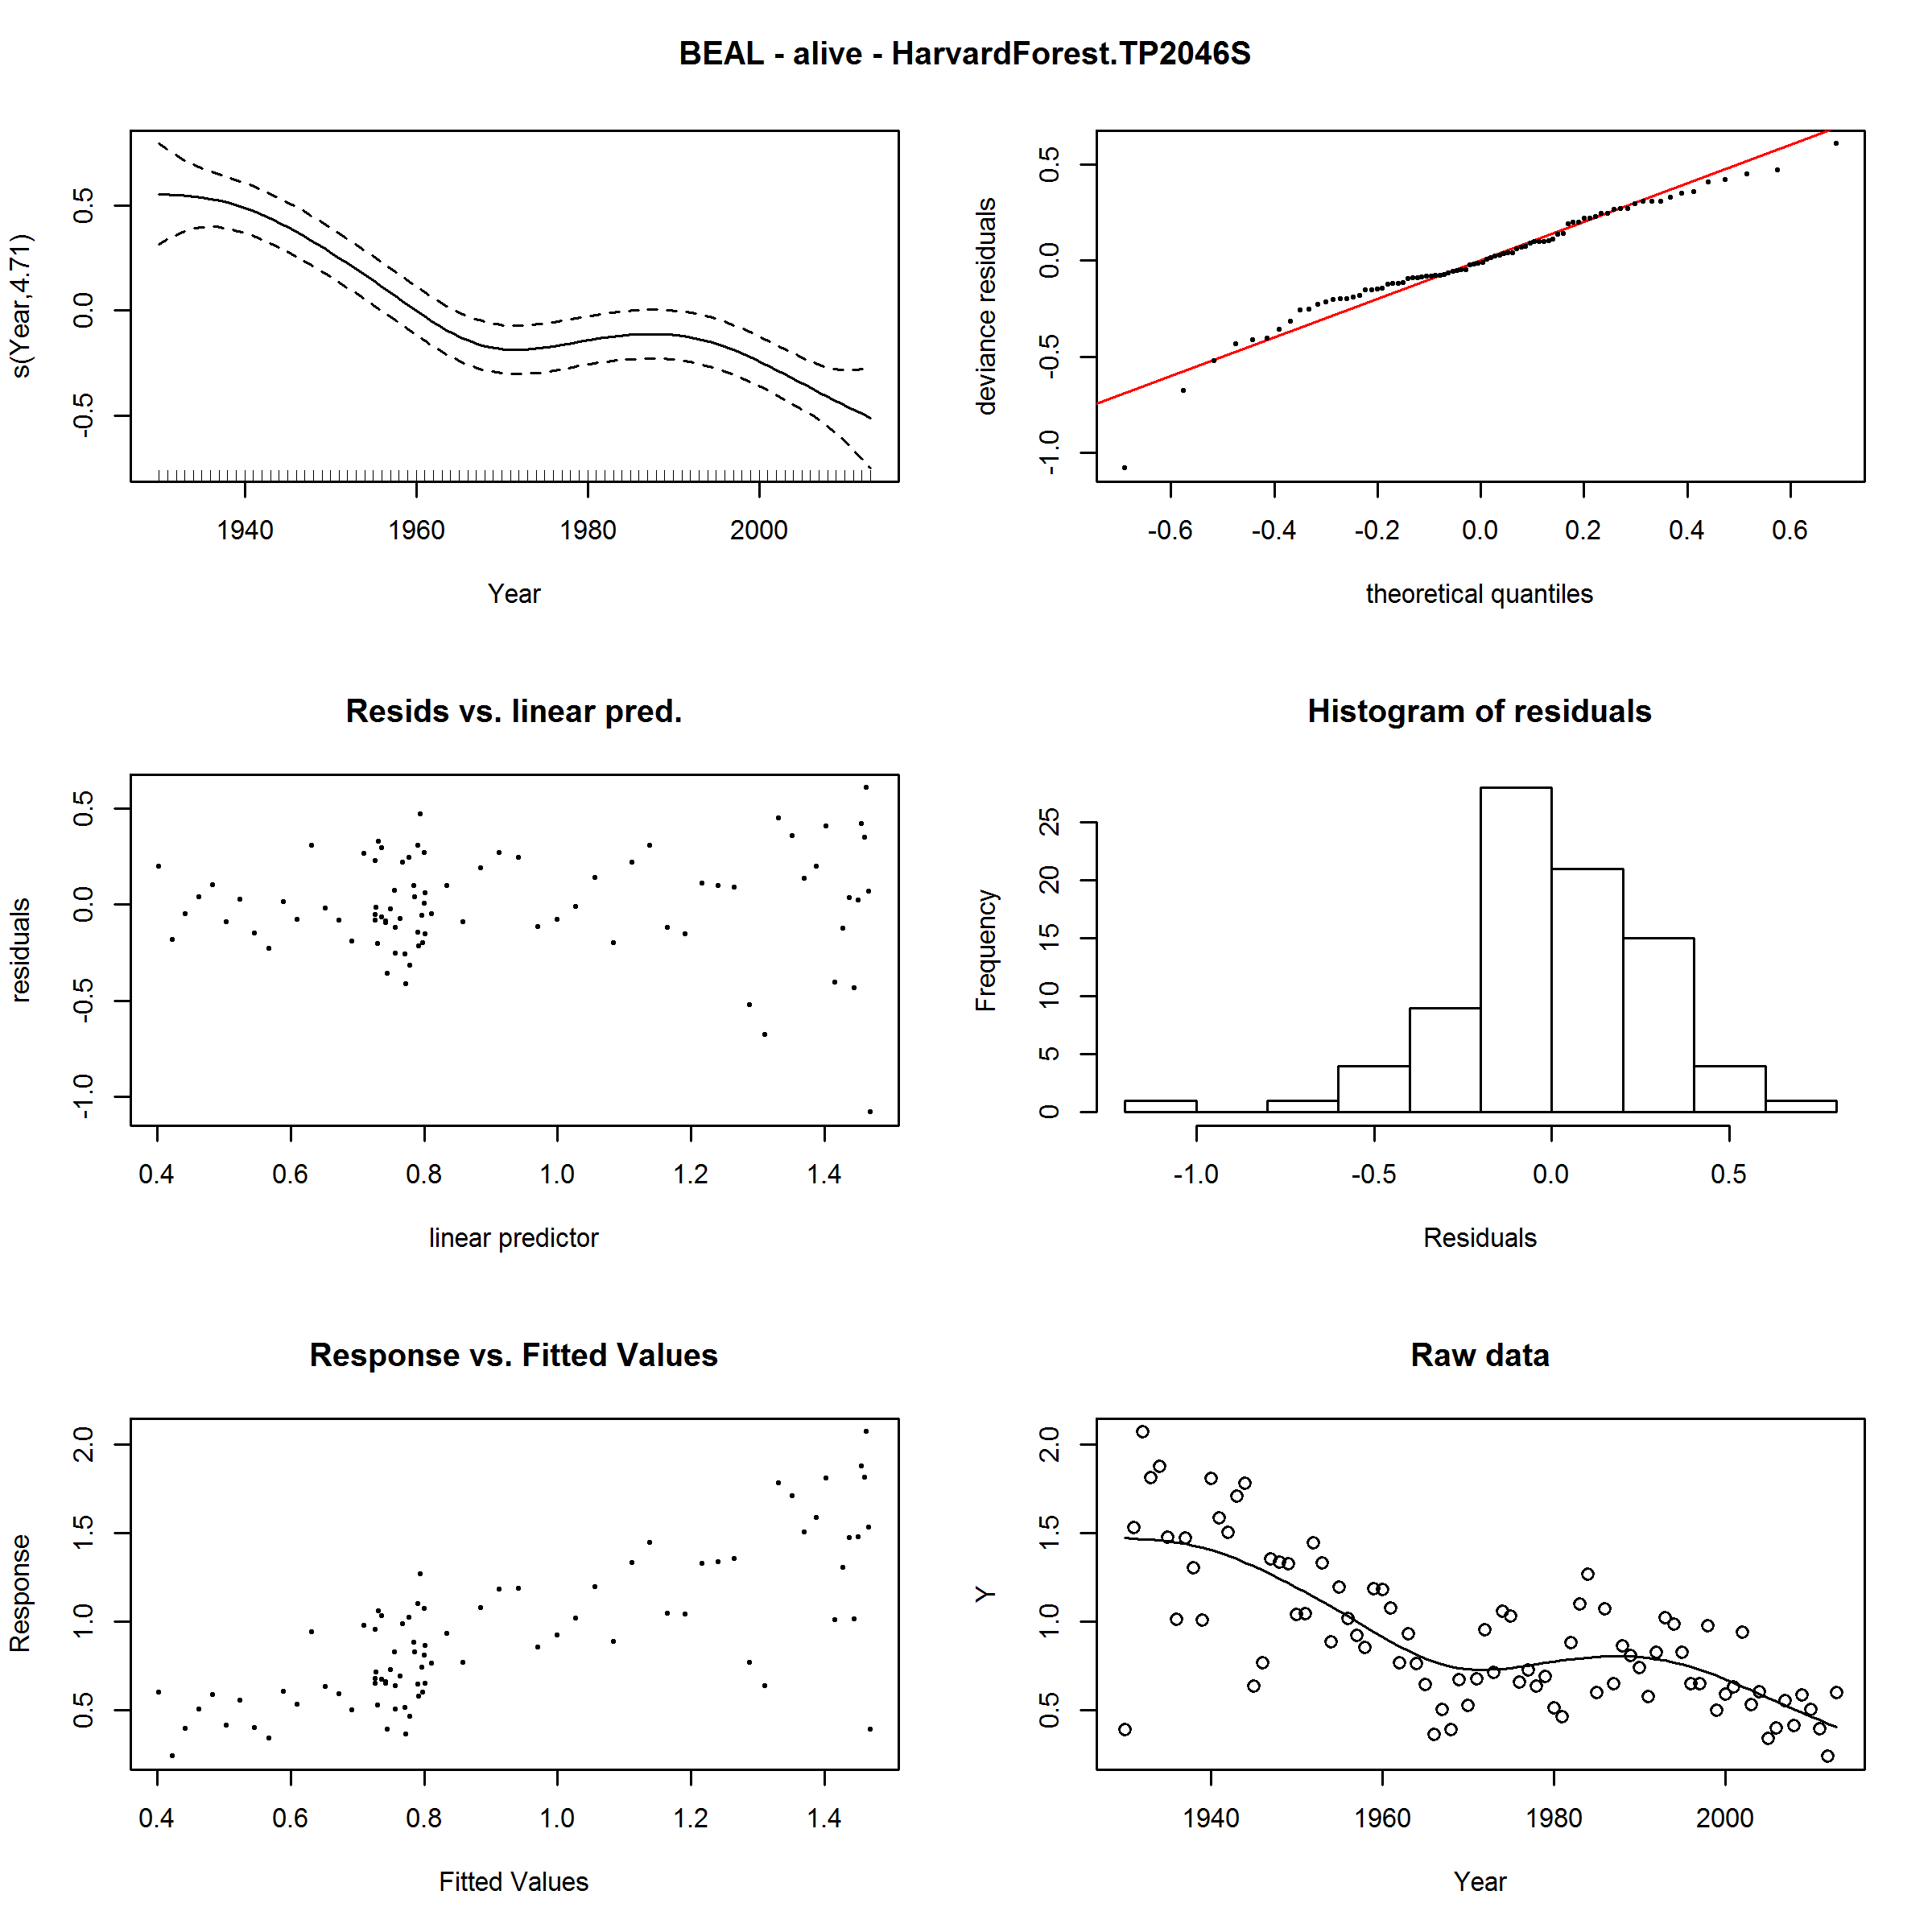 BEAL - alive - HarvardForest.TP2046S
s(Year,4.71)
0.5
0.0
-0.5
1940 1960 1980 2000
Year
deviance residuals
0.5
0.0
-0.5
-1.0
-0.6 -0.4 -0.2 0.0 0.2 0.4 0.6
theoretical quantiles
Resids vs. linear pred.
residuals
0.5
0.0
-0.5
-1.0
0.4 0.6 0.8 1.0 1.2 1.4
linear predictor
Histogram of residuals
Frequency
25
20
15
10
5
0
-1.0 -0.5 0.0 0.5
Residuals
Response vs. Fitted Values
Response
2.0
1.5
1.0
0.5
0.4 0.6 0.8 1.0 1.2 1.4
Fitted Values
Raw data
Y
2.0
1.5
1.0
0.5
1940 1960 1980 2000
Year